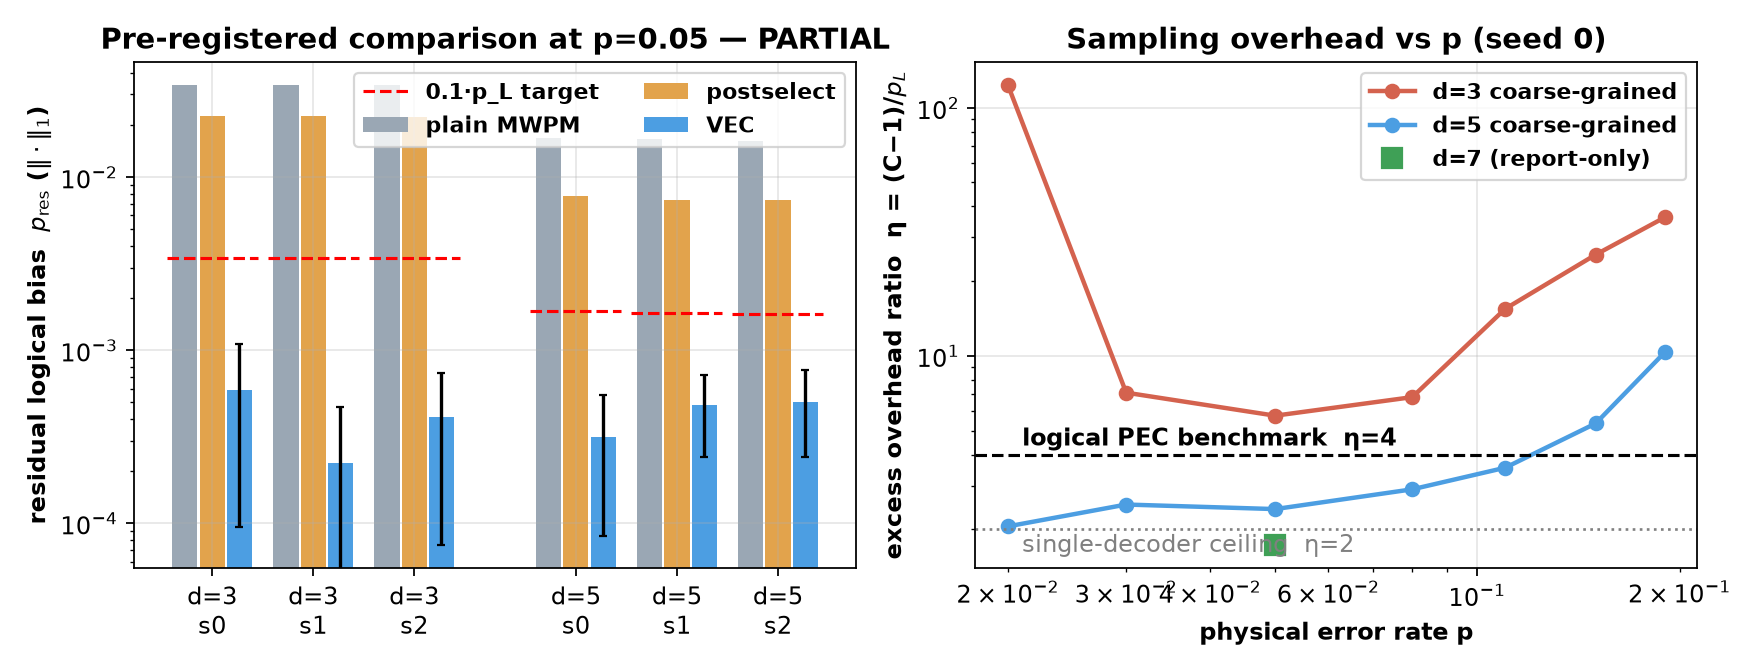 Pre-registered comparison at p=0.05 — PARTIAL
residual logical bias p_res (‖·‖₁)
10⁻²
10⁻³
10⁻⁴
0.1·p_L target
plain MWPM
postselect
VEC
d=3
s0
d=3
s1
d=3
s2
d=5
s0
d=5
s1
d=5
s2
Sampling overhead vs p (seed 0)
excess overhead ratio η = (C−1)/p_L
10²
10¹
d=3 coarse-grained
d=5 coarse-grained
d=7 (report-only)
logical PEC benchmark η=4
single-decoder ceiling η=2
2 × 10⁻²
3 × 10⁻²
4 × 10⁻²
6 × 10⁻²
10⁻¹
2 × 10⁻¹
physical error rate p